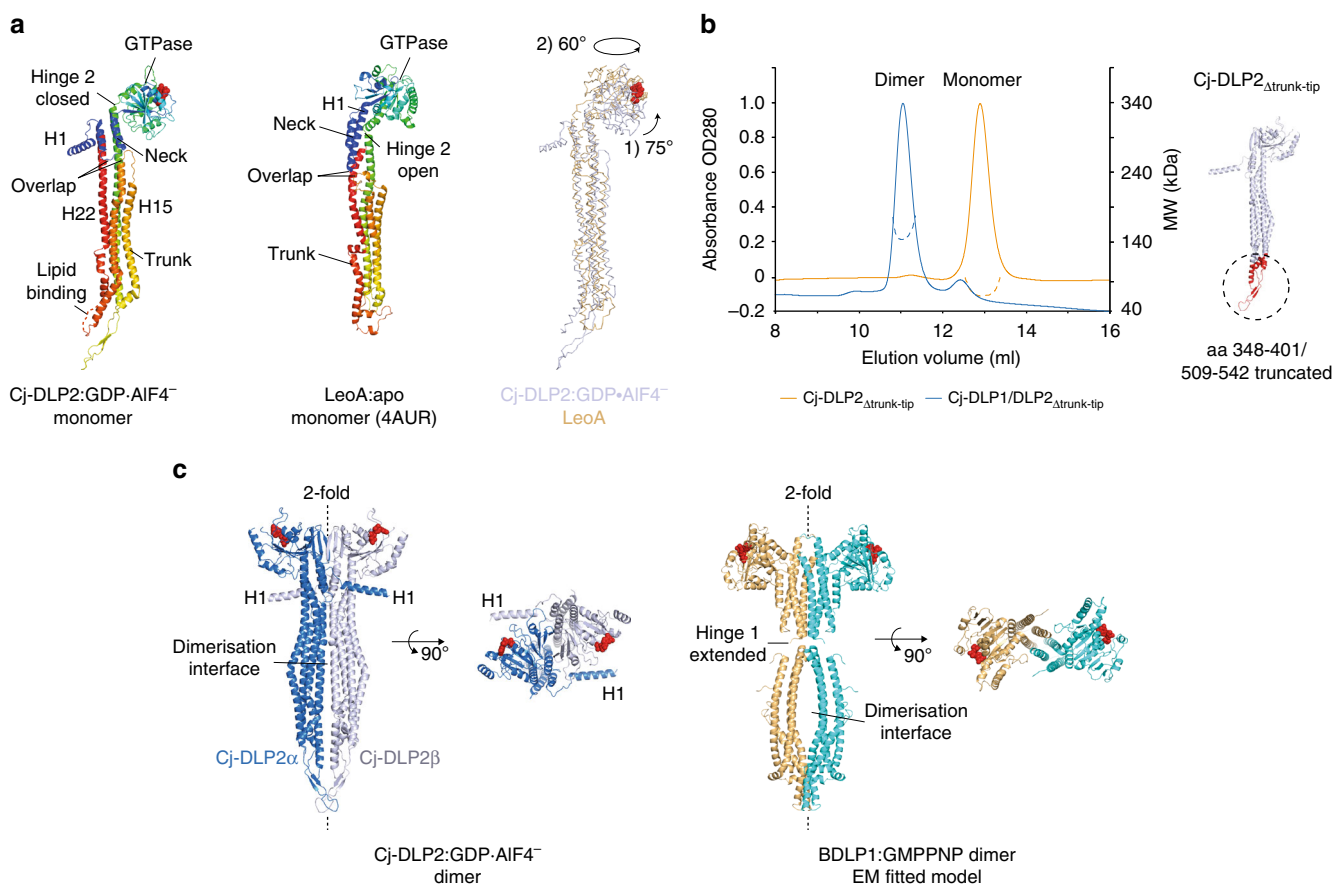 a
GTPase
Hinge 2
closed
H1
Neck
Overlap
H22
H15
Trunk
Lipid
binding
Cj-DLP2:GDP·AlF4⁻
monomer
GTPase
H1
Neck
Hinge 2
open
Overlap
Trunk
LeoA:apo
monomer (4AUR)
2) 60°
1) 75°
Cj-DLP2:GDP•AlF4⁻
LeoA
b
Dimer
Monomer
Absorbance OD280
1.0
0.8
0.6
0.4
0.2
0
–0.2
8
10
12
14
16
Elution volume (ml)
340
240
140
40
MW (kDa)
Cj-DLP2Δtrunk-tip
Cj-DLP1/DLP2Δtrunk-tip
Cj-DLP2Δtrunk-tip
aa 348-401/
509-542 truncated
c
2-fold
H1
H1
Dimerisation
interface
90°
Cj-DLP2α
Cj-DLP2β
H1
H1
Cj-DLP2:GDP·AlF4⁻
dimer
2-fold
Hinge 1
extended
90°
Dimerisation
interface
BDLP1:GMPPNP dimer
EM fitted model